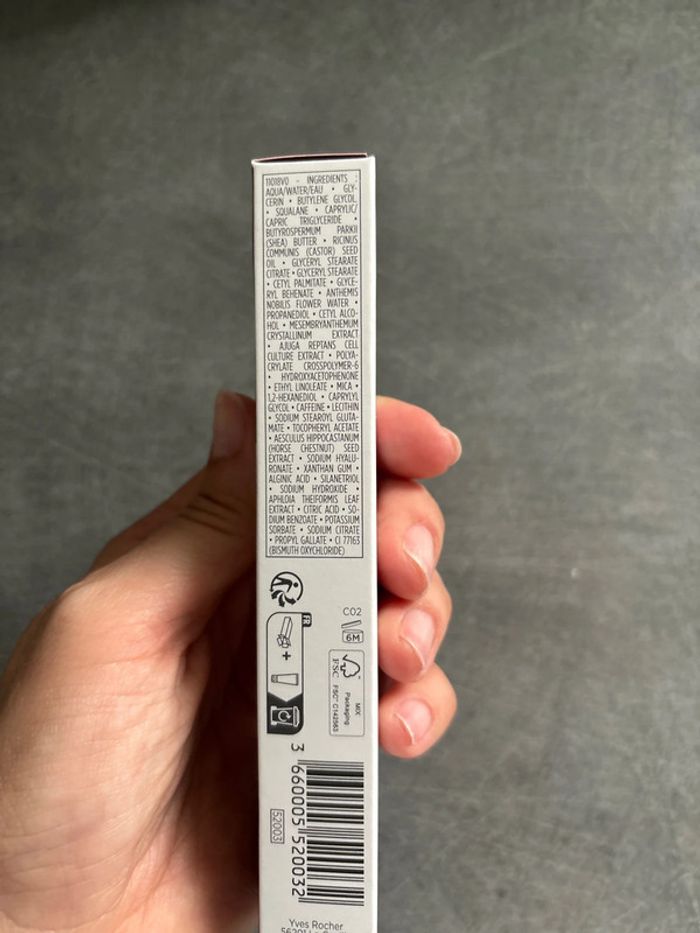 11018V0 - INGREDIENTS :
AQUA/WATER/EAU • GLY-
CERIN • BUTYLENE GLYCOL
• SQUALANE • CAPRYLIC/
CAPRIC TRIGLYCERIDE •
BUTYROSPERMUM PARKII
(SHEA) BUTTER • RICINUS
COMMUNIS (CASTOR) SEED
OIL • GLYCERYL STEARATE
CITRATE • GLYCERYL STEARATE
• CETYL PALMITATE • GLYCE-
RYL BEHENATE • ANTHEMIS
NOBILIS FLOWER WATER •
PROPANEDIOL • CETYL ALCO-
HOL • MESEMBRYANTHEMUM
CRYSTALLINUM EXTRACT
• AJUGA REPTANS CELL
CULTURE EXTRACT • POLYA-
CRYLATE CROSSPOLYMER-6
• HYDROXYACETOPHENONE
• ETHYL LINOLEATE • MICA •
1,2-HEXANEDIOL • CAPRYLYL
GLYCOL • CAFFEINE • LECITHIN
• SODIUM STEAROYL GLUTA-
MATE • TOCOPHERYL ACETATE
• AESCULUS HIPPOCASTANUM
(HORSE CHESTNUT) SEED
EXTRACT • SODIUM HYALU-
RONATE • XANTHAN GUM •
ALGINIC ACID • SILANETRIOL
• SODIUM HYDROXIDE •
APHLOIA THEIFORMIS LEAF
EXTRACT • CITRIC ACID • SO-
DIUM BENZOATE • POTASSIUM
SORBATE • SODIUM CITRATE
• PROPYL GALLATE • CI 77163
(BISMUTH OXYCHLORIDE)
C02
6M
FR
+
FSC
MIX
Packaging
FSC™ C142563
3 660005 520032
52003
Yves Rocher